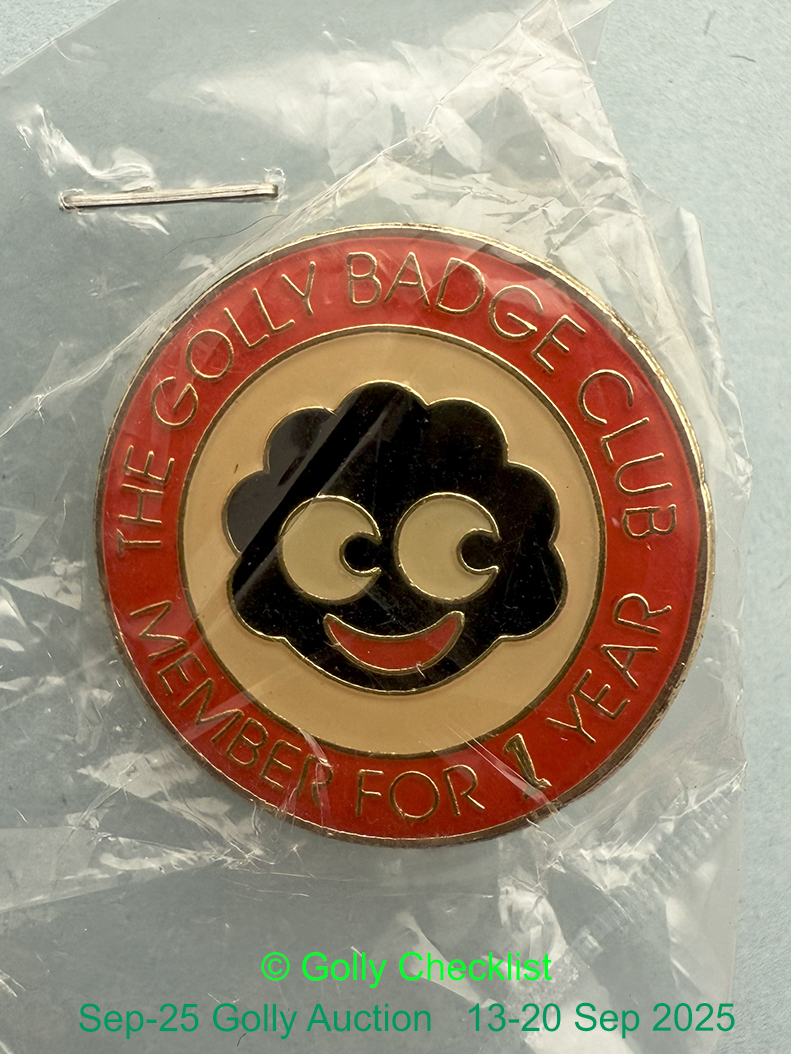 THE GOLLY BADGE CLUB
MEMBER FOR 1 YEAR
© Golly Checklist
Sep-25 Golly Auction 13-20 Sep 2025